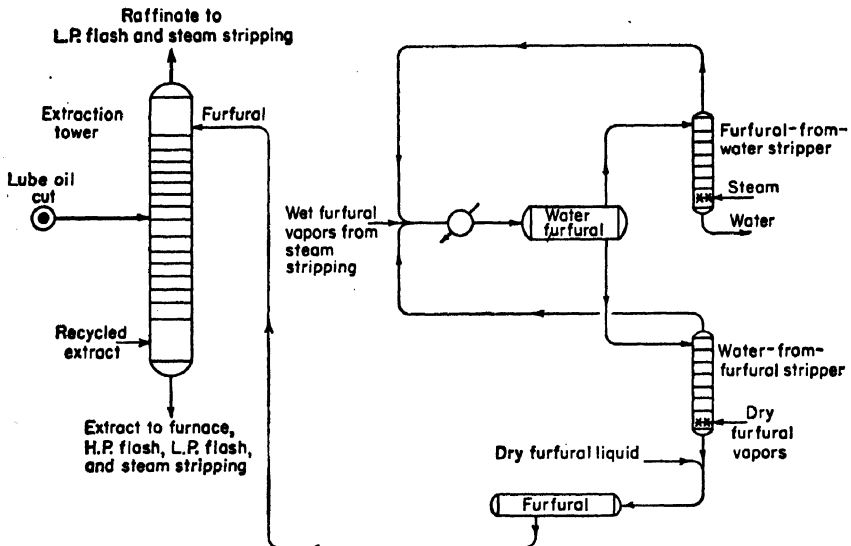 Raffinate to
L.P. flash and steam stripping
Extraction
tower
Furfural
Lube oil
cut
Recycled
extract
Extract to furnace,
H.P. flash, L.P. flash,
and steam stripping
Wet furfural
vapors from
steam
stripping
Water
furfural
Furfural-from-
water stripper
Steam
Water
Water-from-
furfural stripper
Dry
furfural
vapors
Dry furfural liquid
Furfural